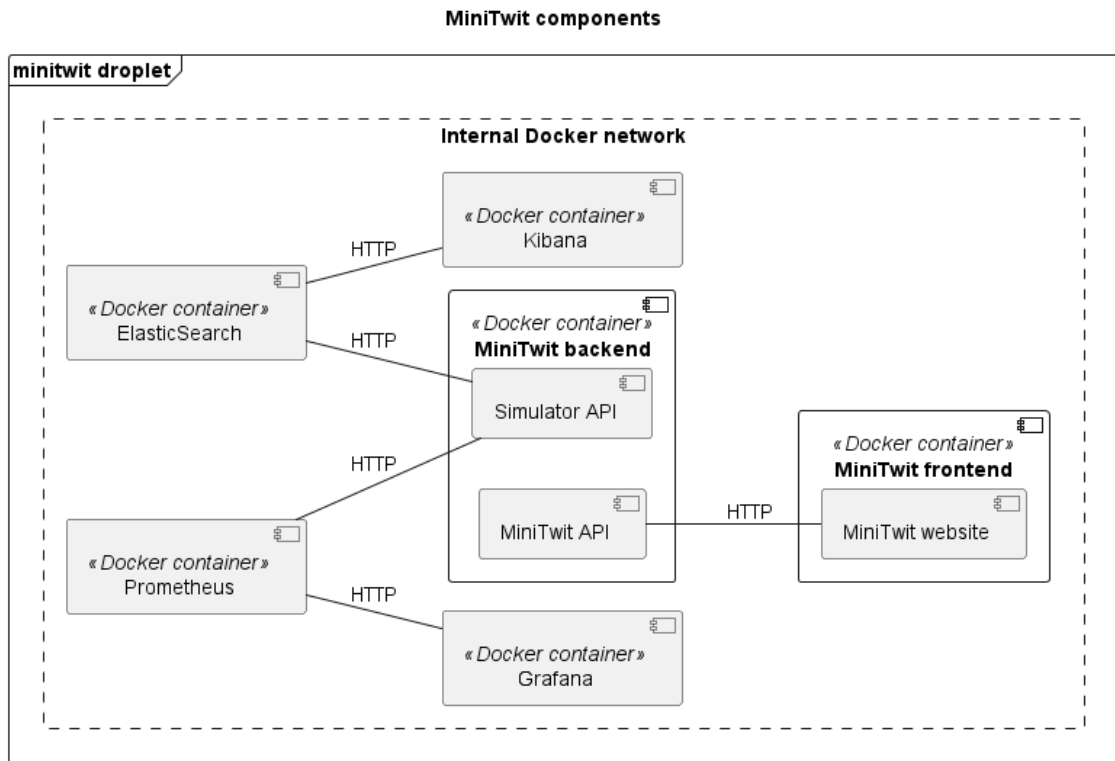 MiniTwit components
minitwit droplet
Internal Docker network
«Docker container»
Kibana
HTTP
«Docker container»
ElasticSearch
HTTP
«Docker container»
MiniTwit backend
Simulator API
HTTP
MiniTwit API
HTTP
«Docker container»
MiniTwit frontend
MiniTwit website
«Docker container»
Prometheus
HTTP
«Docker container»
Grafana